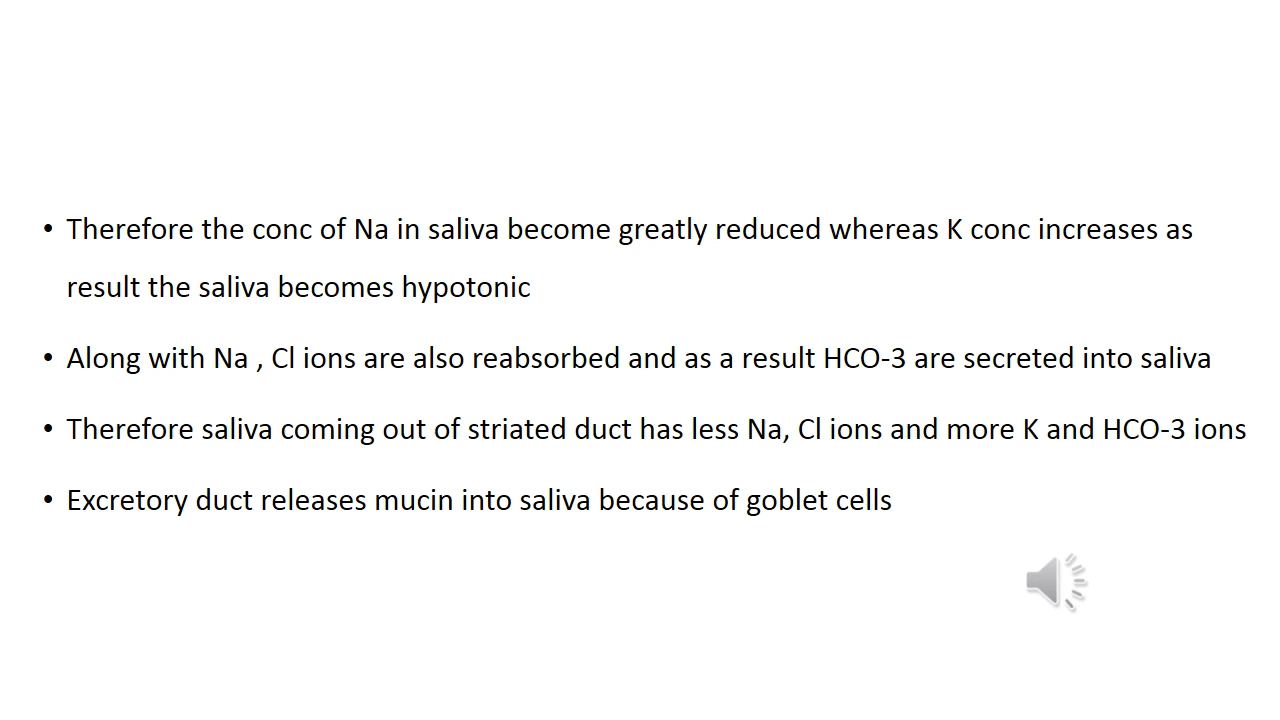 • Therefore the conc of Na in saliva become greatly reduced whereas K conc increases as
result the saliva becomes hypotonic
• Along with Na , Cl ions are also reabsorbed and as a result HCO-3 are secreted into saliva
• Therefore saliva coming out of striated duct has less Na, Cl ions and more K and HCO-3 ions
• Excretory duct releases mucin into saliva because of goblet cells